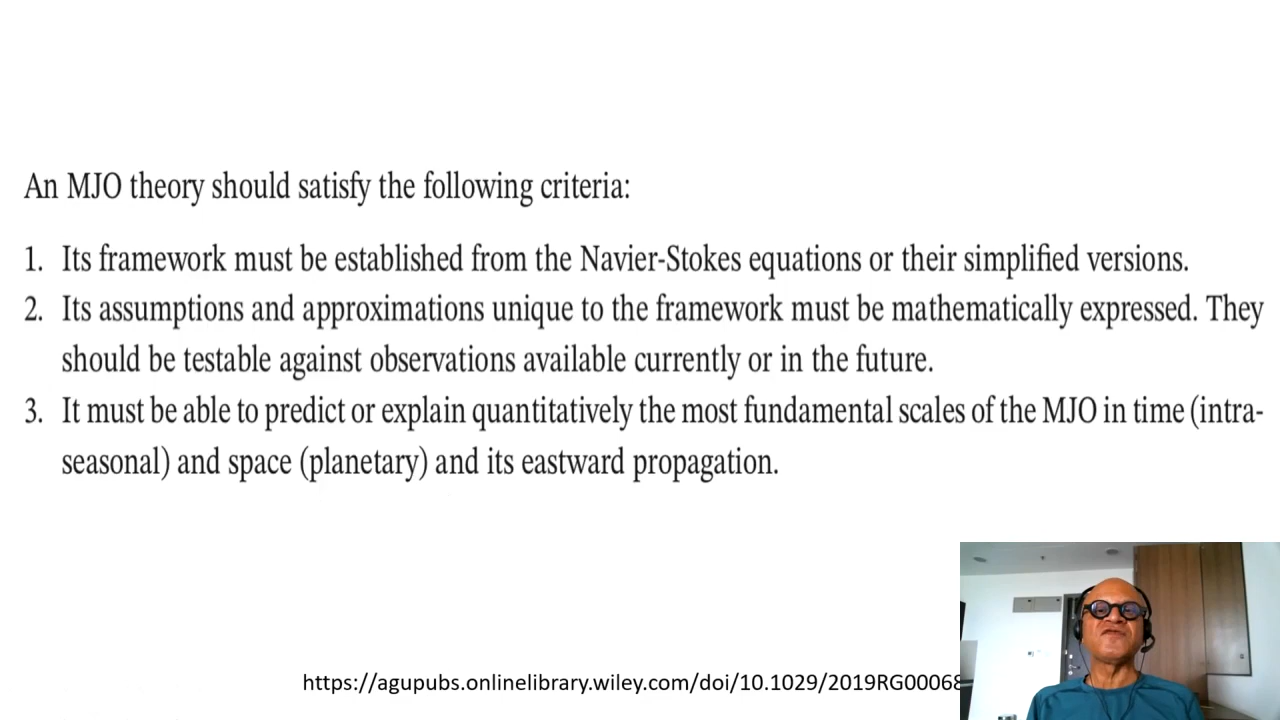 An MJO theory should satisfy the following criteria:
1. Its framework must be established from the Navier-Stokes equations or their simplified versions.
2. Its assumptions and approximations unique to the framework must be mathematically expressed. They
should be testable against observations available currently or in the future.
3. It must be able to predict or explain quantitatively the most fundamental scales of the MJO in time (intra-
seasonal) and space (planetary) and its eastward propagation.
https://agupubs.onlinelibrary.wiley.com/doi/10.1029/2019RG00068